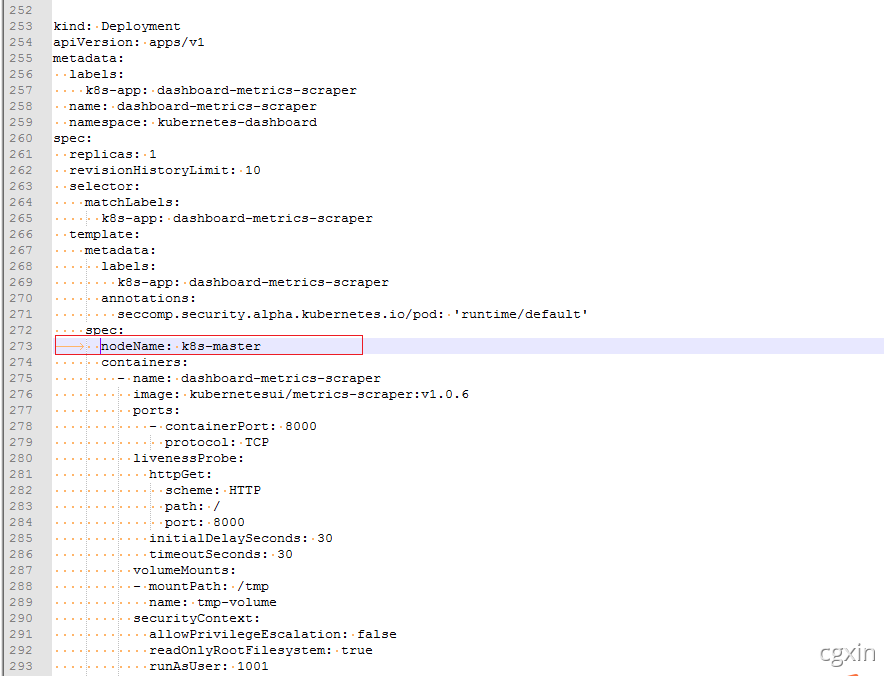 252
253 kind: Deployment
254 apiVersion: apps/v1
255 metadata:
256   labels:
257     k8s-app: dashboard-metrics-scraper
258   name: dashboard-metrics-scraper
259   namespace: kubernetes-dashboard
260 spec:
261   replicas: 1
262   revisionHistoryLimit: 10
263   selector:
264     matchLabels:
265       k8s-app: dashboard-metrics-scraper
266   template:
267     metadata:
268       labels:
269         k8s-app: dashboard-metrics-scraper
270       annotations:
271         seccomp.security.alpha.kubernetes.io/pod: 'runtime/default'
272     spec:
273       nodeName: k8s-master
274       containers:
275         - name: dashboard-metrics-scraper
276           image: kubernetesui/metrics-scraper:v1.0.6
277           ports:
278             - containerPort: 8000
279               protocol: TCP
280           livenessProbe:
281             httpGet:
282               scheme: HTTP
283               path: /
284               port: 8000
285             initialDelaySeconds: 30
286             timeoutSeconds: 30
287           volumeMounts:
288           - mountPath: /tmp
289             name: tmp-volume
290           securityContext:
291             allowPrivilegeEscalation: false
292             readOnlyRootFilesystem: true
293             runAsUser: 1001
cgxin